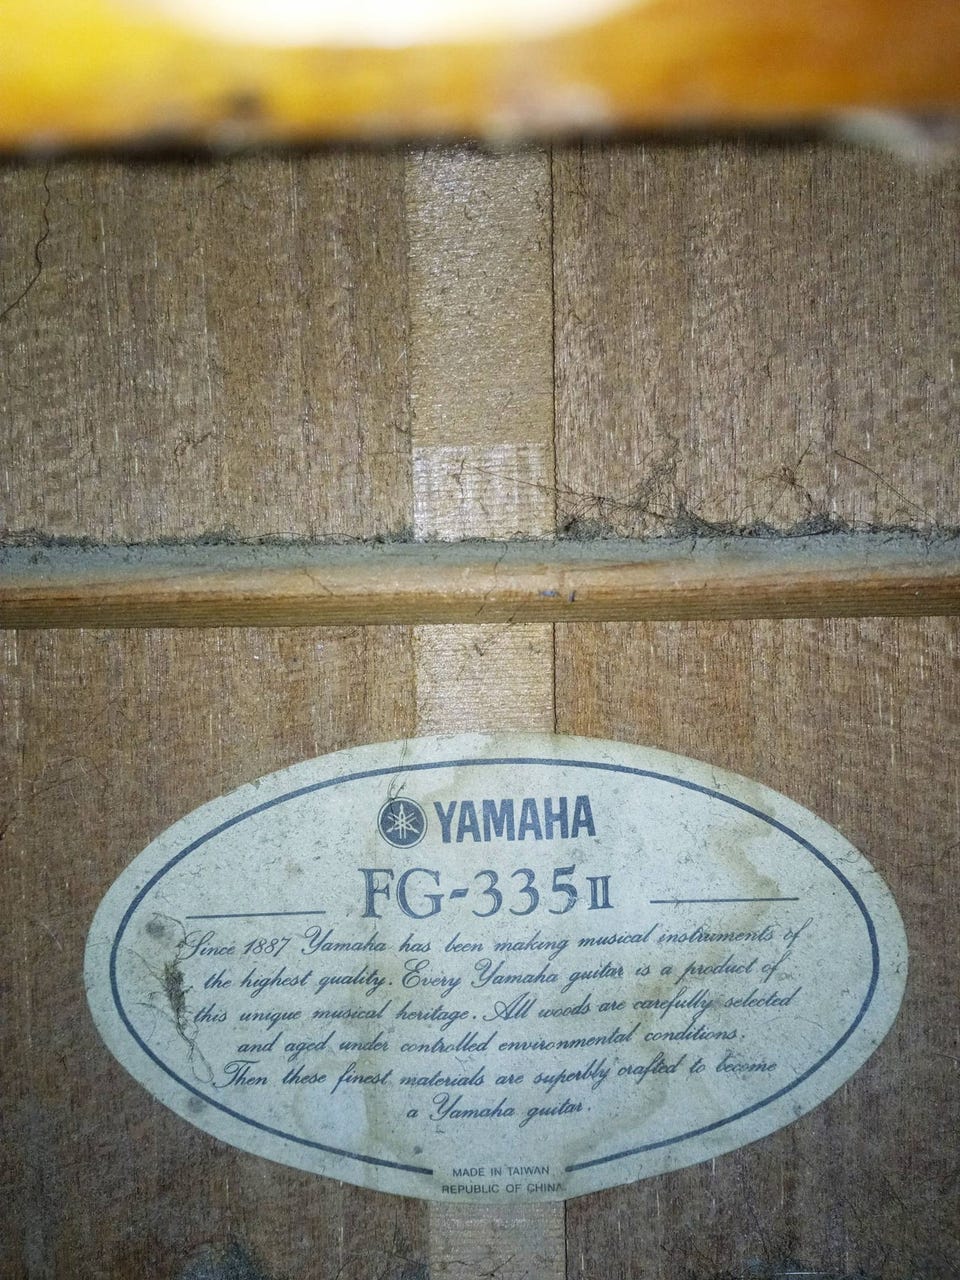 YAMAHA
FG-335II
Since 1887 Yamaha has been making musical instruments of
the highest quality. Every Yamaha guitar is a product of
this unique musical heritage. All woods are carefully selected
and aged under controlled environmental conditions.
Then these finest materials are superbly crafted to become
a Yamaha guitar.
MADE IN TAIWAN
REPUBLIC OF CHINA